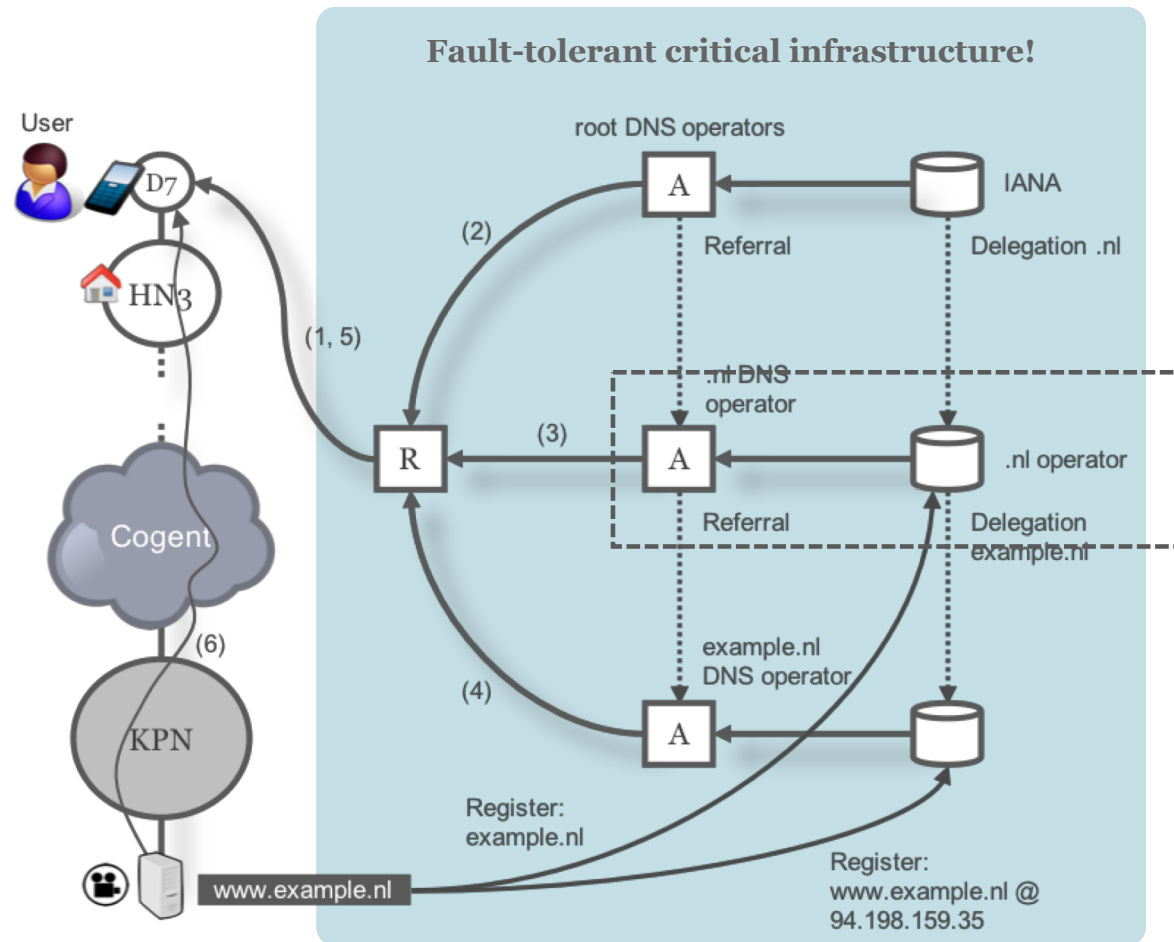 Fault-tolerant critical infrastructure!
User
root DNS operators
D7
A
IANA
(2)
Referral
Delegation .nl
HN3
(1, 5)
.nl DNS
operator
(3)
R
A
.nl operator
Cogent
Referral
Delegation
example.nl
(6)
example.nl
DNS operator
(4)
KPN
A
Register:
example.nl
Register:
www.example.nl @
94.198.159.35
www.example.nl